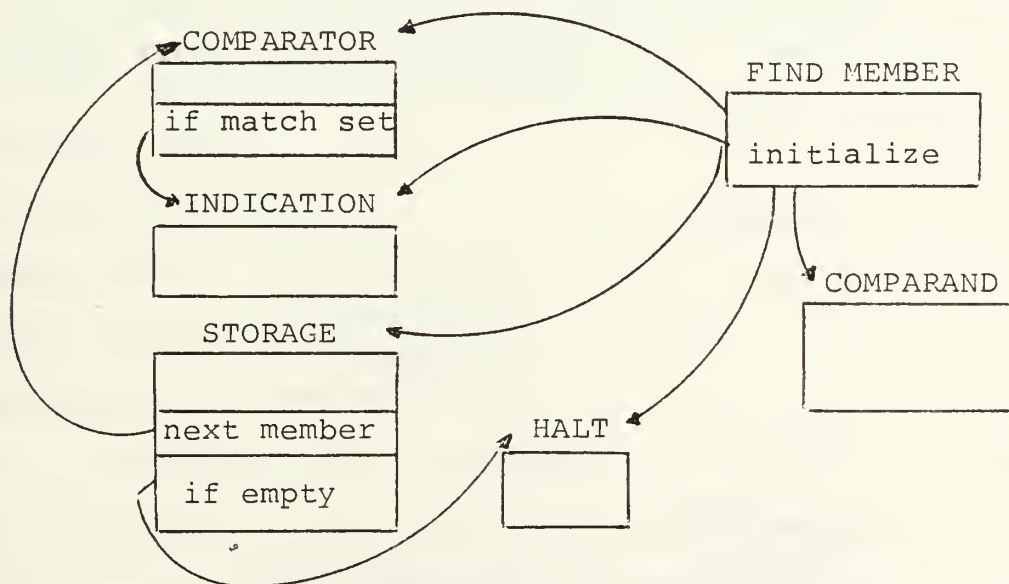 COMPARATOR
if match set
INDICATION
STORAGE
next member
if empty
FIND MEMBER
initialize
COMPARAND
HALT